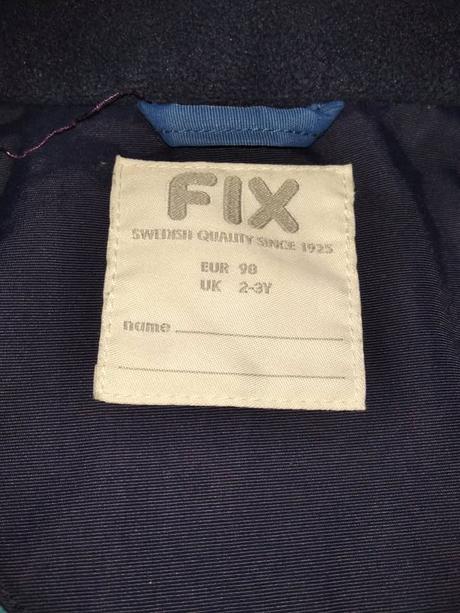 FIX
SWEDISH QUALITY SINCE 1925
EUR 98
UK 2-3Y
name